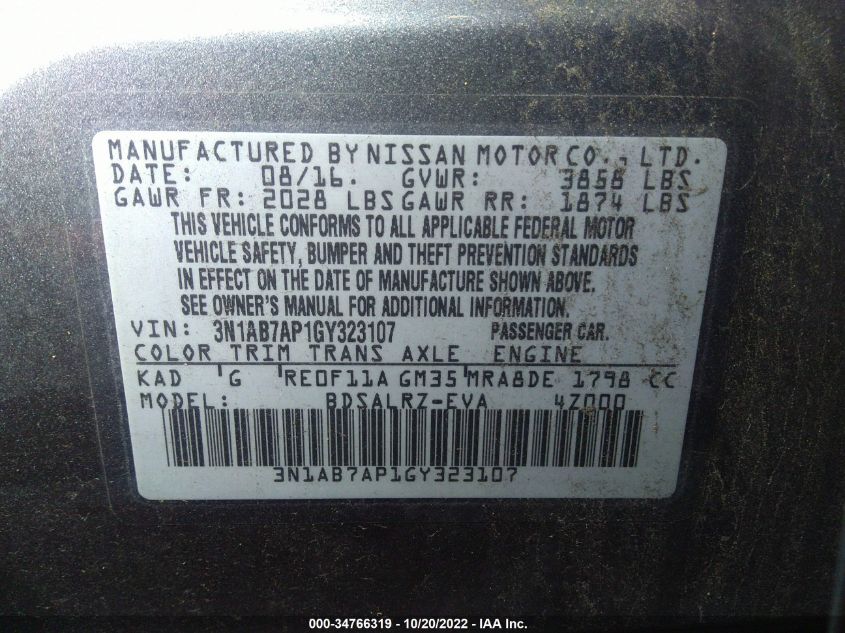 MANUFACTURED BY NISSAN MOTOR CO., LTD.
DATE: 08/16. GVWR: 3858 LBS
GAWR FR: 2028 LBS GAWR RR: 1874 LBS
THIS VEHICLE CONFORMS TO ALL APPLICABLE FEDERAL MOTOR
VEHICLE SAFETY, BUMPER AND THEFT PREVENTION STANDARDS
IN EFFECT ON THE DATE OF MANUFACTURE SHOWN ABOVE.
SEE OWNER'S MANUAL FOR ADDITIONAL INFORMATION.
VIN: 3N1AB7AP1GY323107 PASSENGER CAR.
COLOR TRIM TRANS AXLE ENGINE
KAD G RE0F11A GM35 MRA8DE 1798 CC
MODEL: BDSALRZ-EVA 4Z000
3N1AB7AP1GY323107
000-34766319 - 10/20/2022 - IAA Inc.